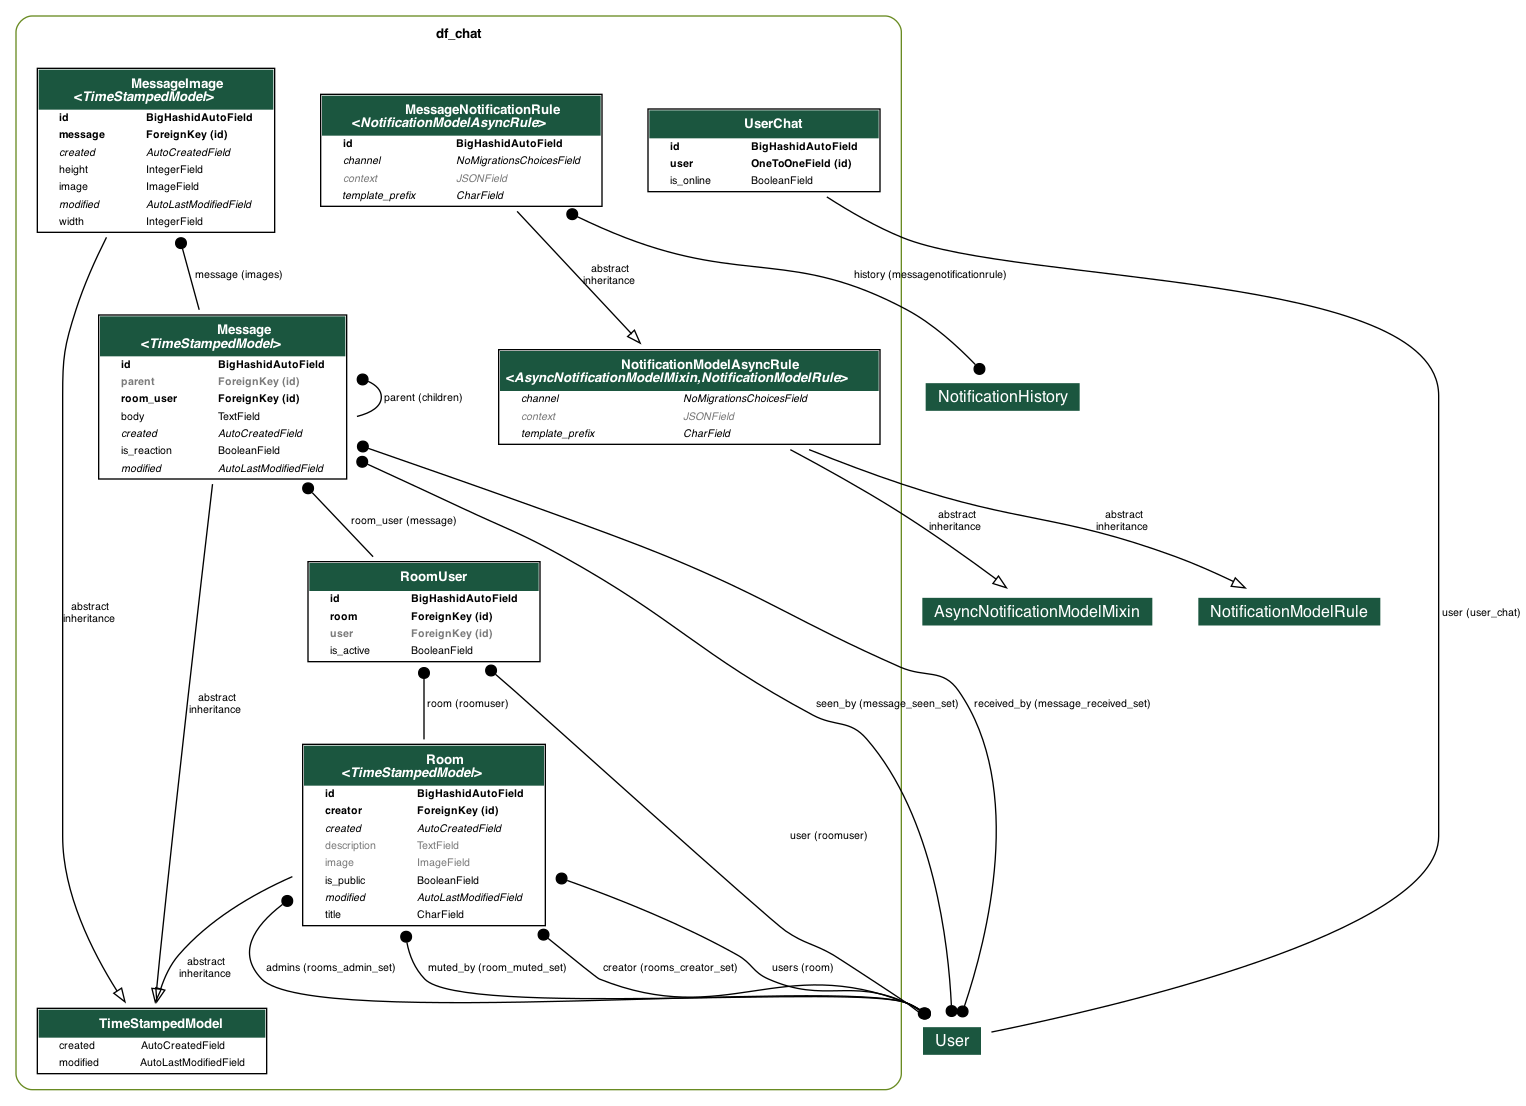 df_chat
MessageImage
<TimeStampedModel>
id BigHashidAutoField
message ForeignKey (id)
created AutoCreatedField
height IntegerField
image ImageField
modified AutoLastModifiedField
width IntegerField
MessageNotificationRule
<NotificationModelAsyncRule>
id BigHashidAutoField
channel NoMigrationsChoicesField
context JSONField
template_prefix CharField
UserChat
id BigHashidAutoField
user OneToOneField (id)
is_online BooleanField
message (images)
abstract
inheritance
history (messagenotificationrule)
Message
<TimeStampedModel>
id BigHashidAutoField
parent ForeignKey (id)
room_user ForeignKey (id)
body TextField
created AutoCreatedField
is_reaction BooleanField
modified AutoLastModifiedField
parent (children)
NotificationModelAsyncRule
<AsyncNotificationModelMixin,NotificationModelRule>
channel NoMigrationsChoicesField
context JSONField
template_prefix CharField
NotificationHistory
room_user (message)
abstract
inheritance
abstract
inheritance
abstract
inheritance
RoomUser
id BigHashidAutoField
room ForeignKey (id)
user ForeignKey (id)
is_active BooleanField
AsyncNotificationModelMixin
NotificationModelRule
user (user_chat)
abstract
inheritance
room (roomuser)
seen_by (message_seen_set)
received_by (message_received_set)
Room
<TimeStampedModel>
id BigHashidAutoField
creator ForeignKey (id)
created AutoCreatedField
description TextField
image ImageField
is_public BooleanField
modified AutoLastModifiedField
title CharField
user (roomuser)
abstract
inheritance
admins (rooms_admin_set)
muted_by (room_muted_set)
creator (rooms_creator_set)
users (room)
TimeStampedModel
created AutoCreatedField
modified AutoLastModifiedField
User